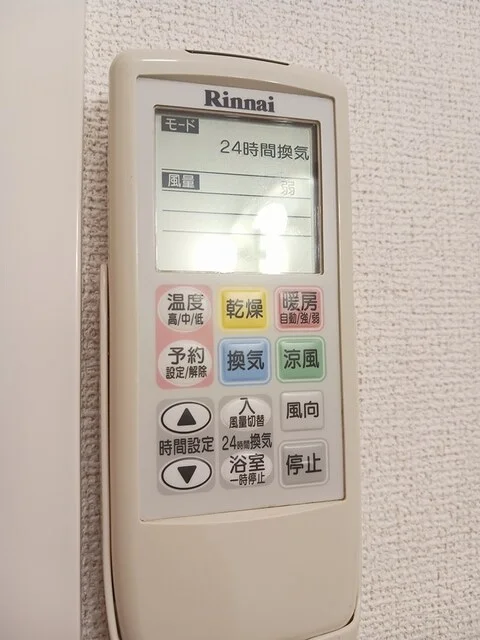 Rinnai
モード
24時間換気
風量 弱
温度 乾燥 暖房
高/中/低 自動/強/弱
予約 換気 涼風
設定/解除
▲ 入 風向
風量切替
時間設定 24時間換気
▼ 浴室 停止
一時停止